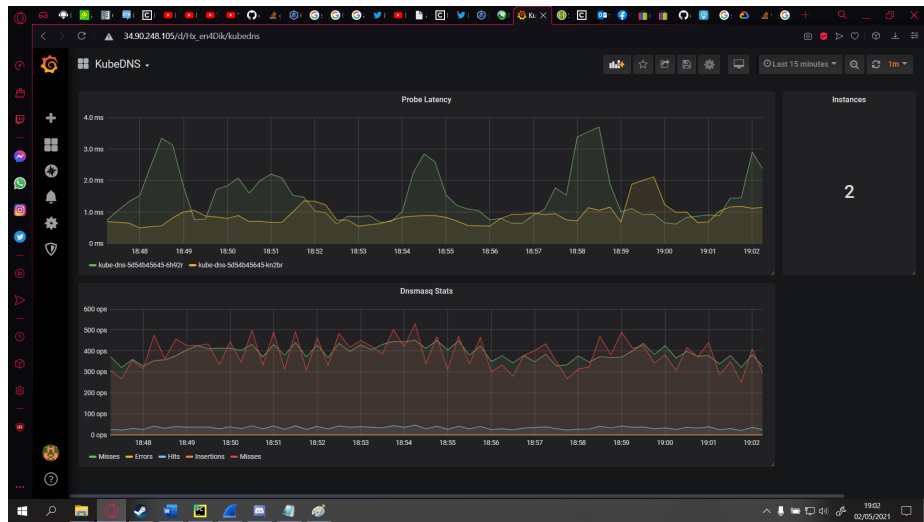 34.90.248.105/d/Hx_en4Dik/kubedns
KubeDNS
Last 15 minutes
1m
Probe Latency
Instances
4.0 ms
3.0 ms
2.0 ms
1.0 ms
0 ms
18:48 18:49 18:50 18:51 18:52 18:53 18:54 18:55 18:56 18:57 18:58 18:59 19:00 19:01 19:02
kube-dns-5d54b45645-6h92r kube-dns-5d54b45645-kn2br
2
Dnsmasq Stats
600 ops
500 ops
400 ops
300 ops
200 ops
100 ops
0 ops
18:48 18:49 18:50 18:51 18:52 18:53 18:54 18:55 18:56 18:57 18:58 18:59 19:00 19:01 19:02
Misses Errors Hits Insertions Misses
19:02
02/05/2021